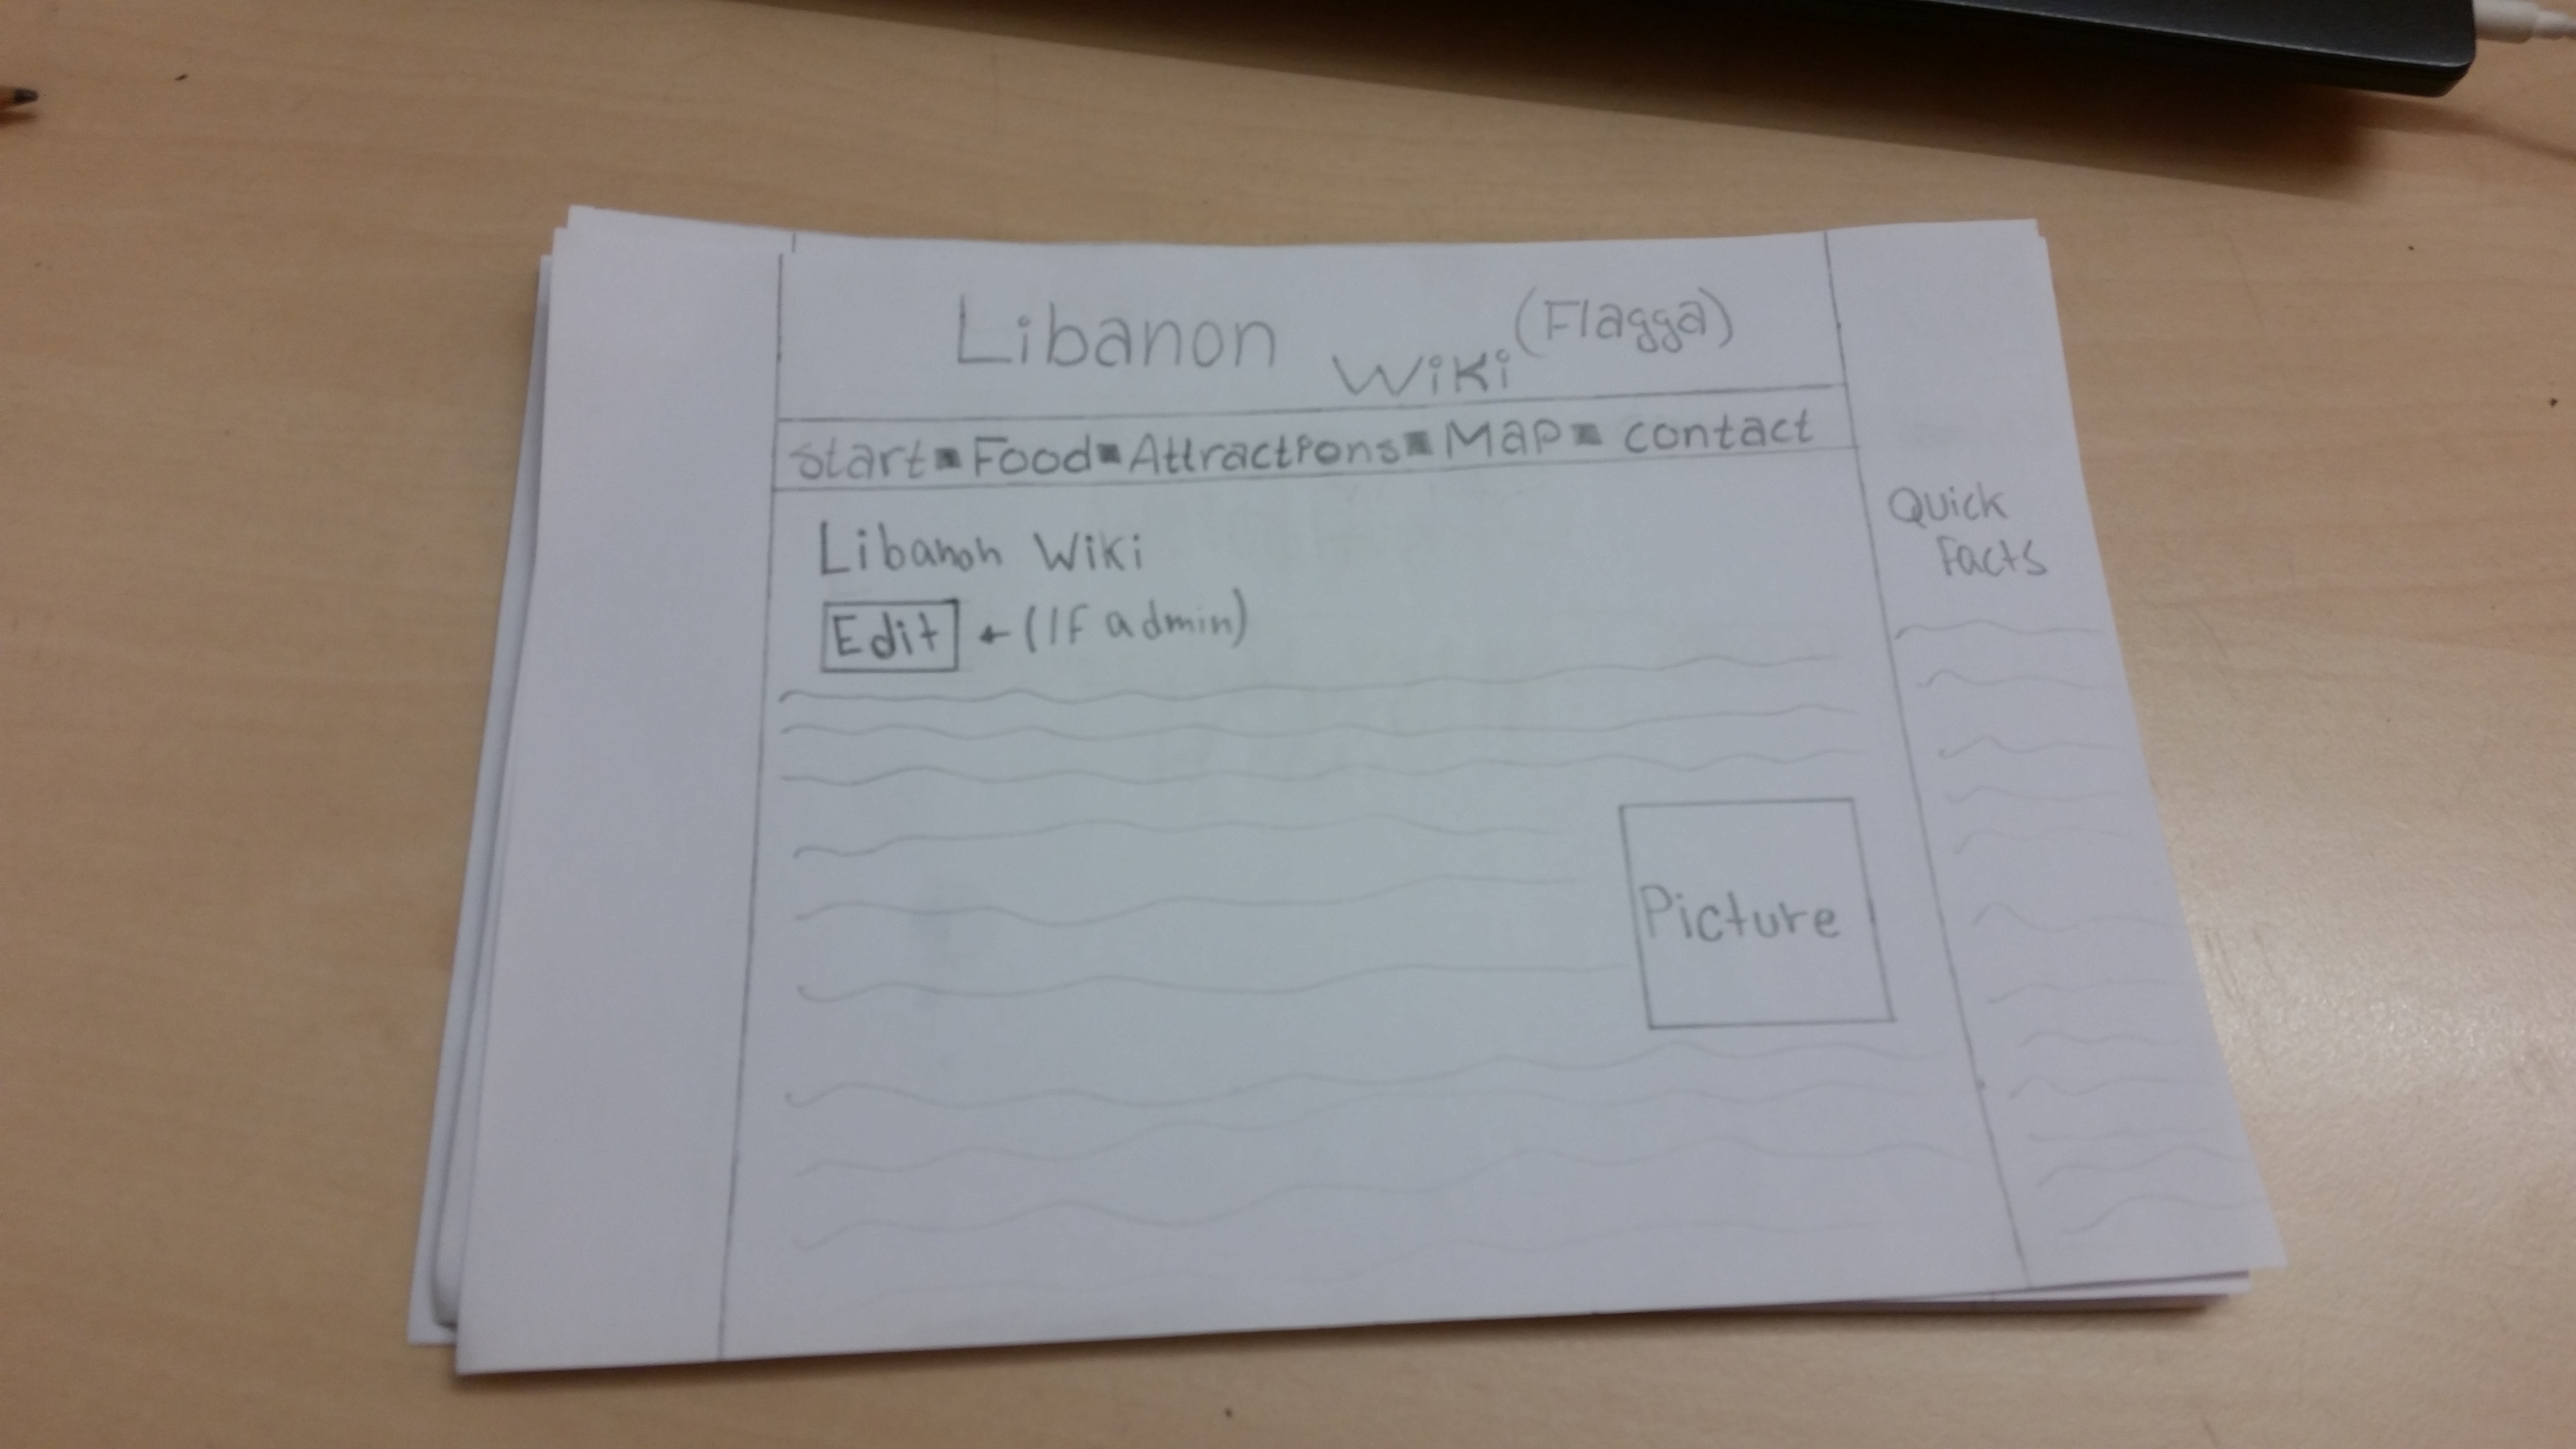 Libanon Wiki (Flagga)
Start▪Food▪Attractions▪Map▪contact
Libanon Wiki
Edit ← (If admin)
Picture
Quick
Facts